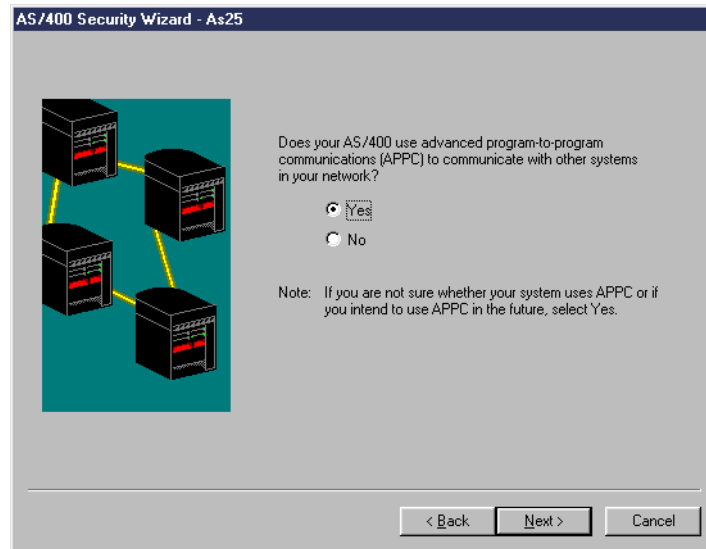 AS/400 Security Wizard - As25
Does your AS/400 use advanced program-to-program
communications (APPC) to communicate with other systems
in your network?
Yes
No
Note: If you are not sure whether your system uses APPC or if
you intend to use APPC in the future, select Yes.
< Back
Next >
Cancel